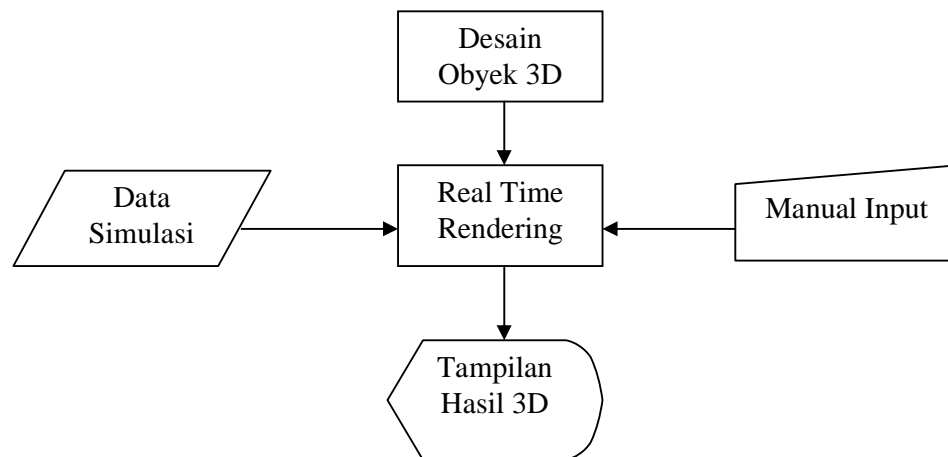 Desain
Obyek 3D
Data
Simulasi
Real Time
Rendering
Manual Input
Tampilan
Hasil 3D